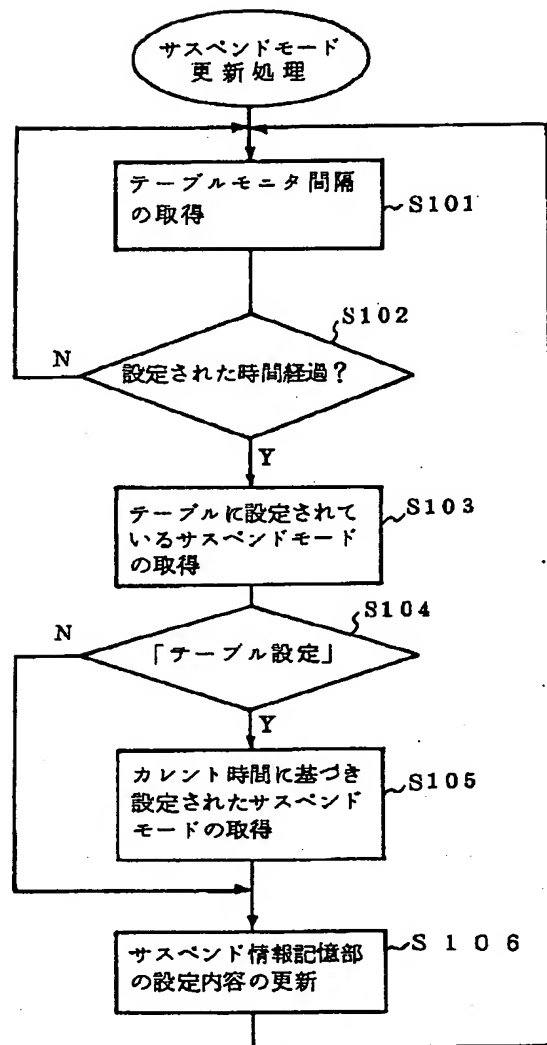 サスペンドモード
更新処理
テーブルモニタ間隔
の取得
S101
S102
N
設定された時間経過?
Y
テーブルに設定されて
いるサスペンドモード
の取得
S103
S104
N
「テーブル設定」
Y
カレント時間に基づき
設定されたサスペンド
モードの取得
S105
サスペンド情報記憶部
の設定内容の更新
S106